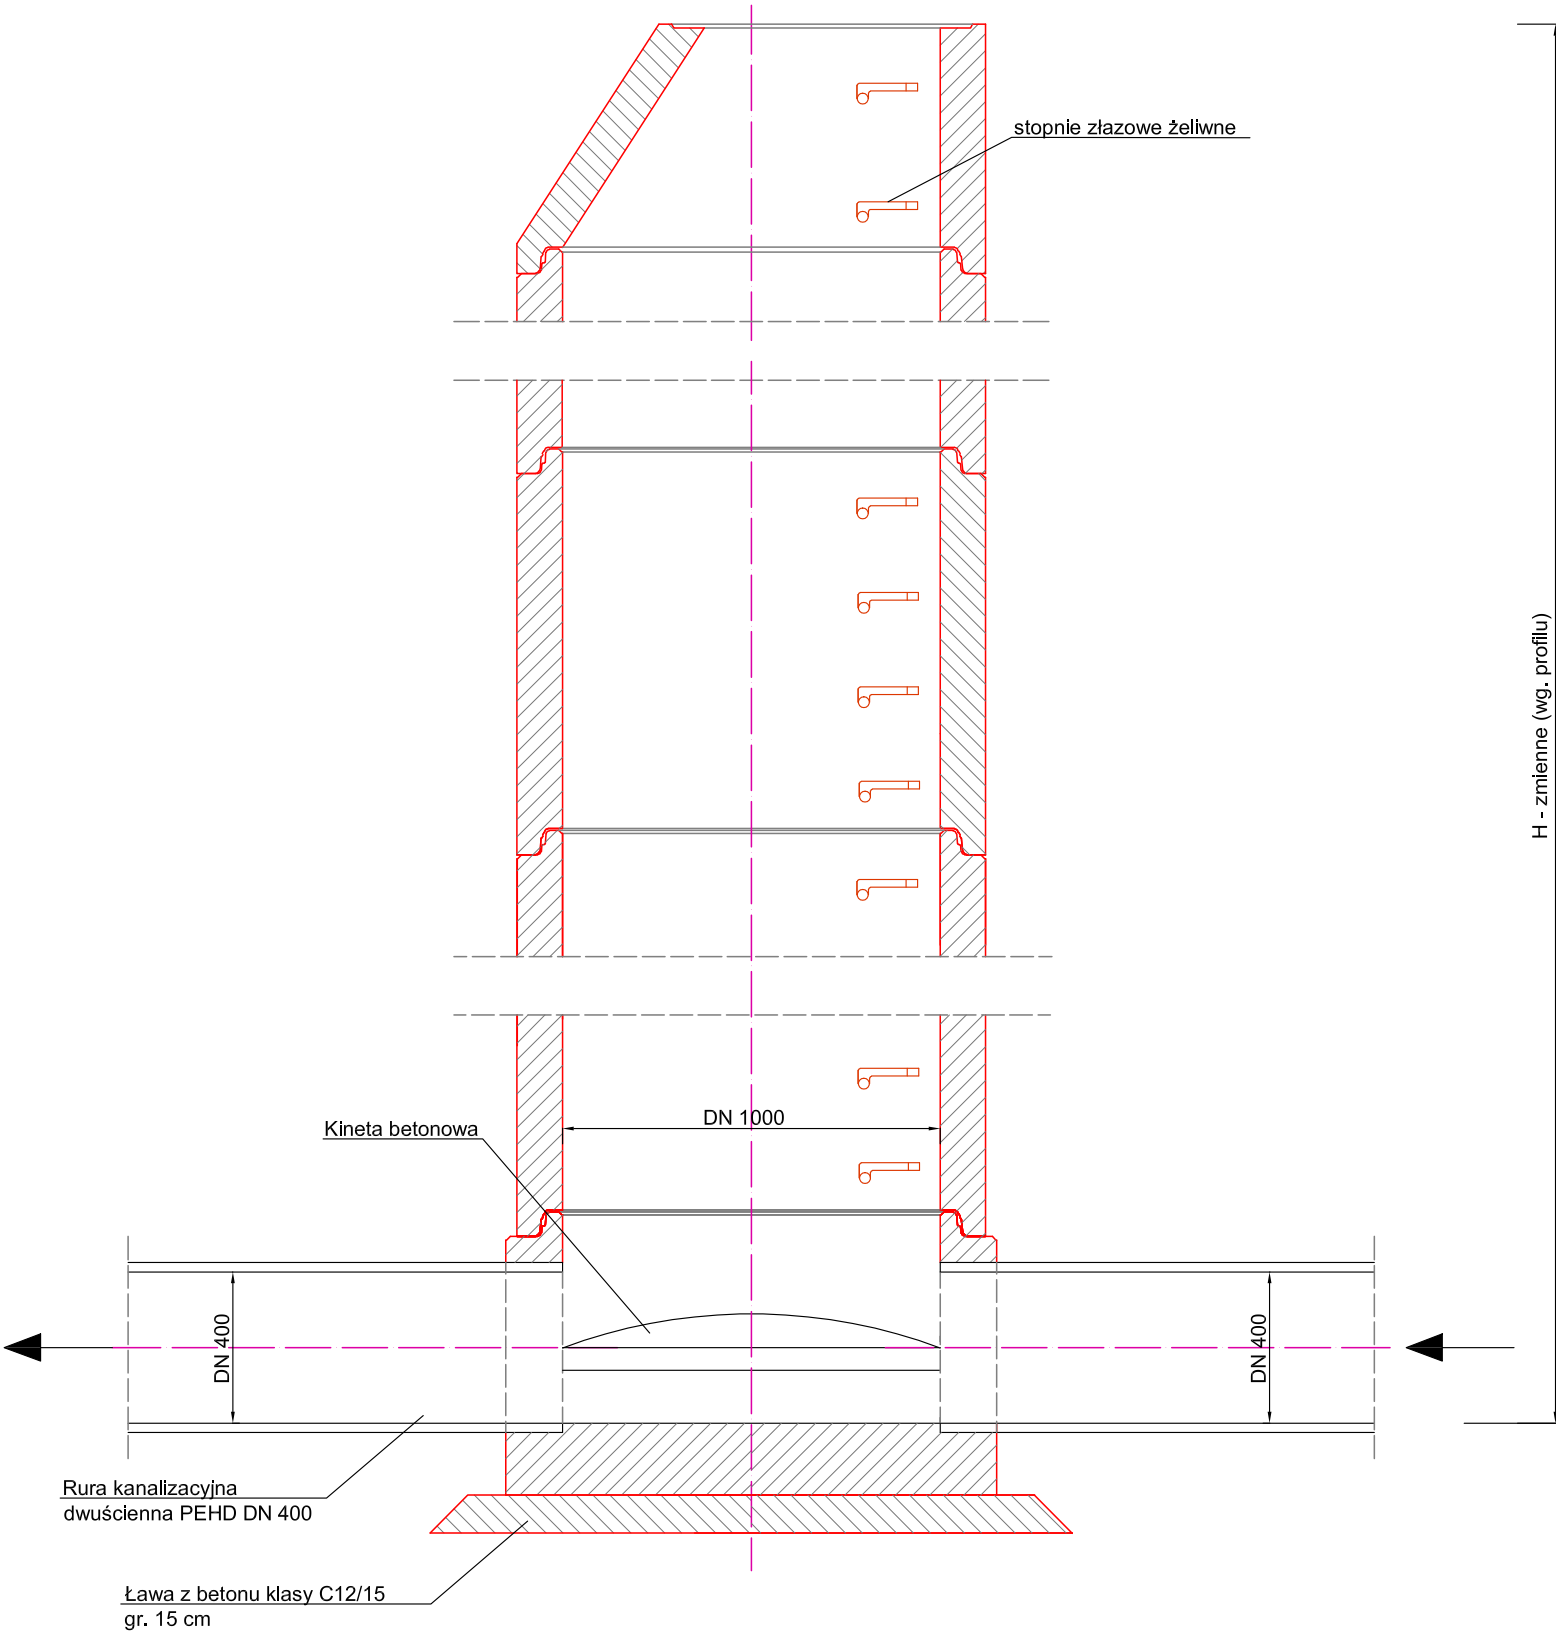 stopnie złazowe żeliwne
H - zmienne (wg. profilu)
DN 1000
Kineta betonowa
DN 400
DN 400
Rura kanalizacyjna
dwuścienna PEHD DN 400
Ława z betonu klasy C12/15
gr. 15 cm